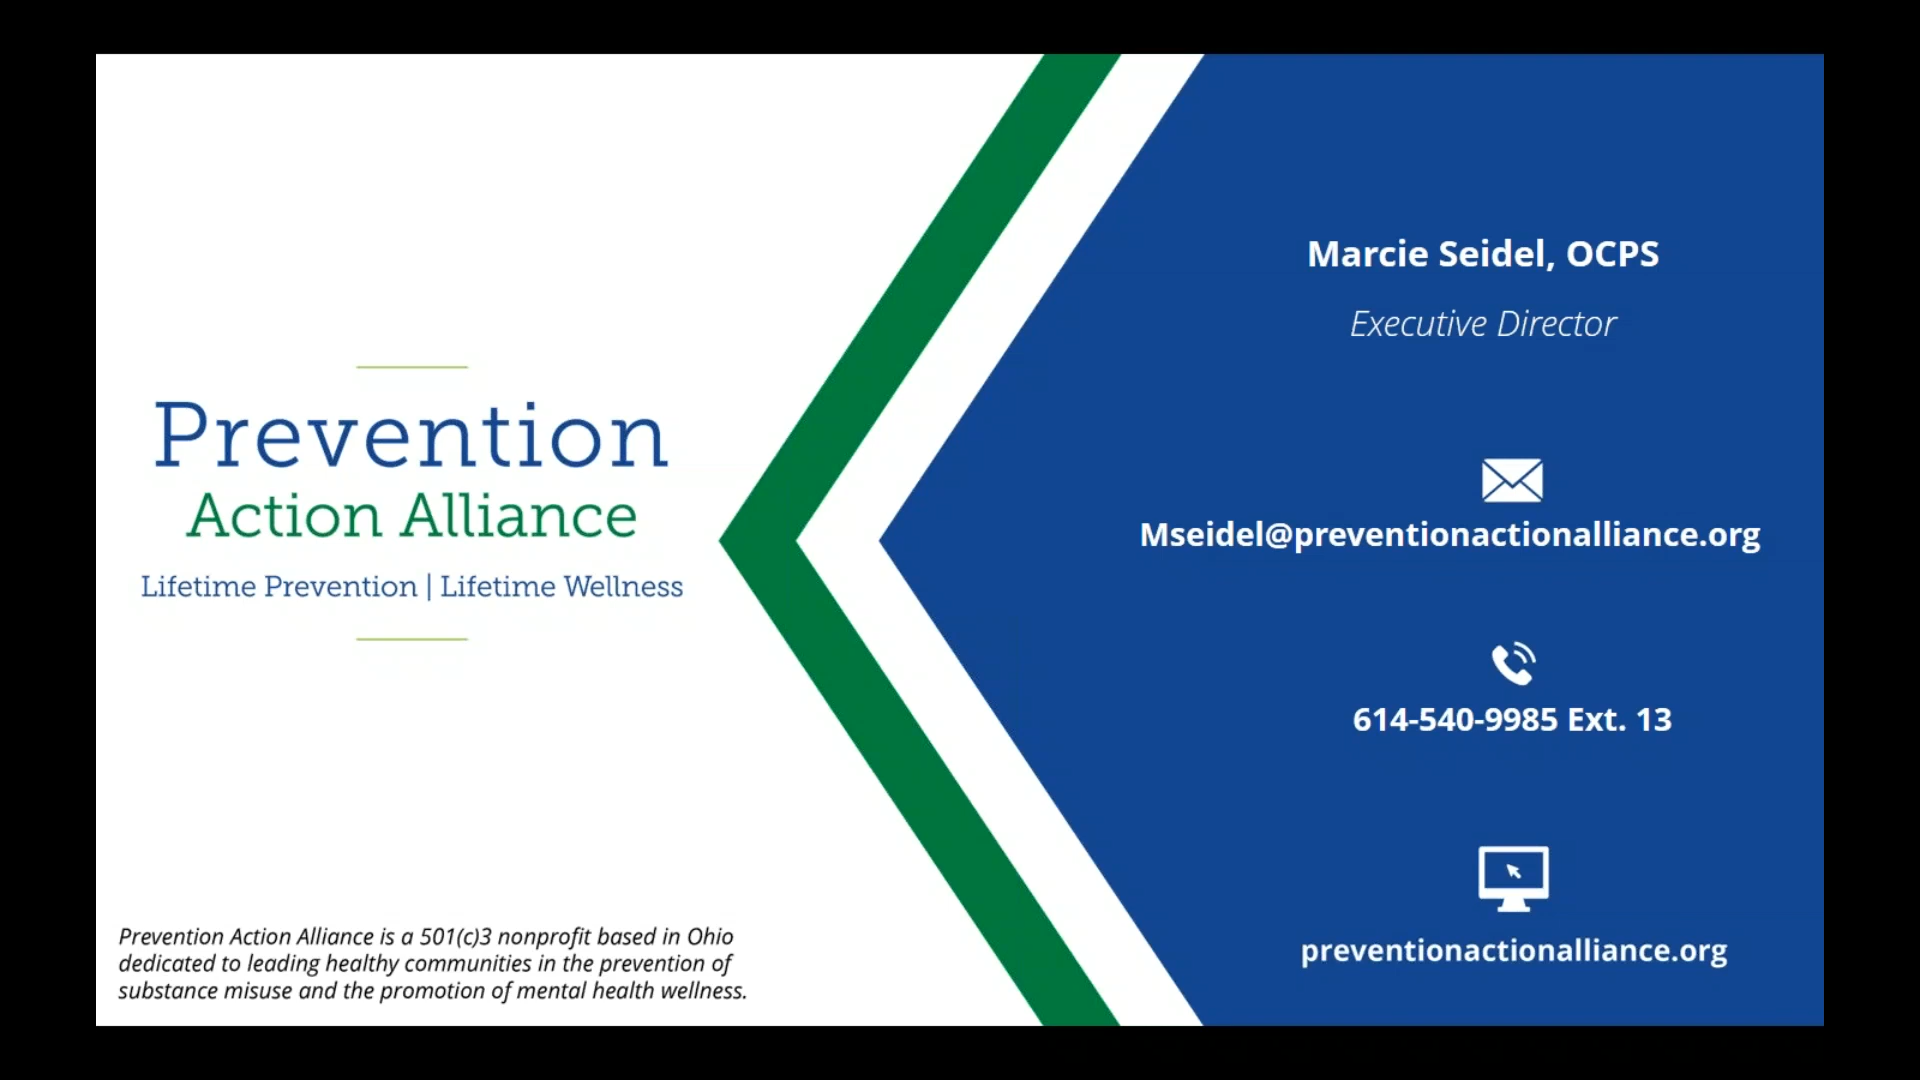 Prevention
Action Alliance
Lifetime Prevention | Lifetime Wellness
Prevention Action Alliance is a 501(c)3 nonprofit based in Ohio
dedicated to leading healthy communities in the prevention of
substance misuse and the promotion of mental health wellness.
Marcie Seidel, OCPS
Executive Director
Mseidel@preventionactionalliance.org
614-540-9985 Ext. 13
preventionactionalliance.org